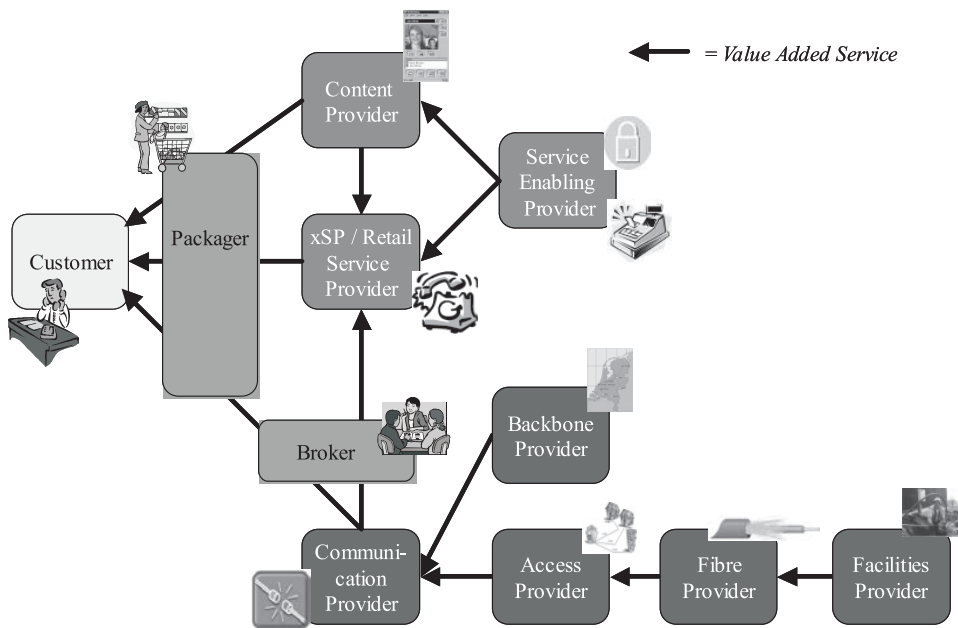 = Value Added Service
Content
Provider
Service
Enabling
Provider
Packager
xSP / Retail
Service
Provider
Customer
Backbone
Provider
Broker
Communi-
cation
Provider
Access
Provider
Fibre
Provider
Facilities
Provider